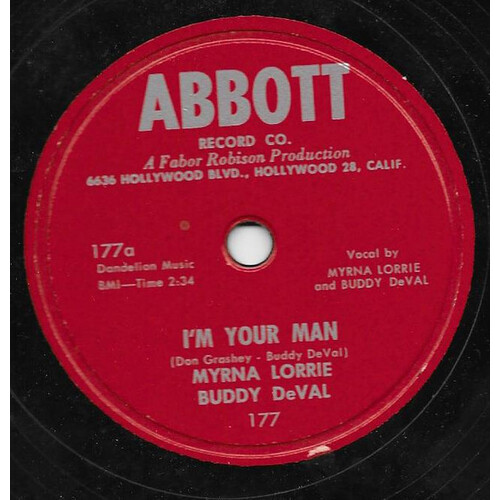 ABBOTT
RECORD CO.
A Fabor Robison Production
6636 HOLLYWOOD BLVD., HOLLYWOOD 28, CALIF.
177a
Dandelion Music
BMI—Time 2:34
Vocal by
MYRNA LORRIE
and BUDDY DeVAL
I'M YOUR MAN
(Don Grashey - Buddy DeVal)
MYRNA LORRIE
BUDDY DeVAL
177